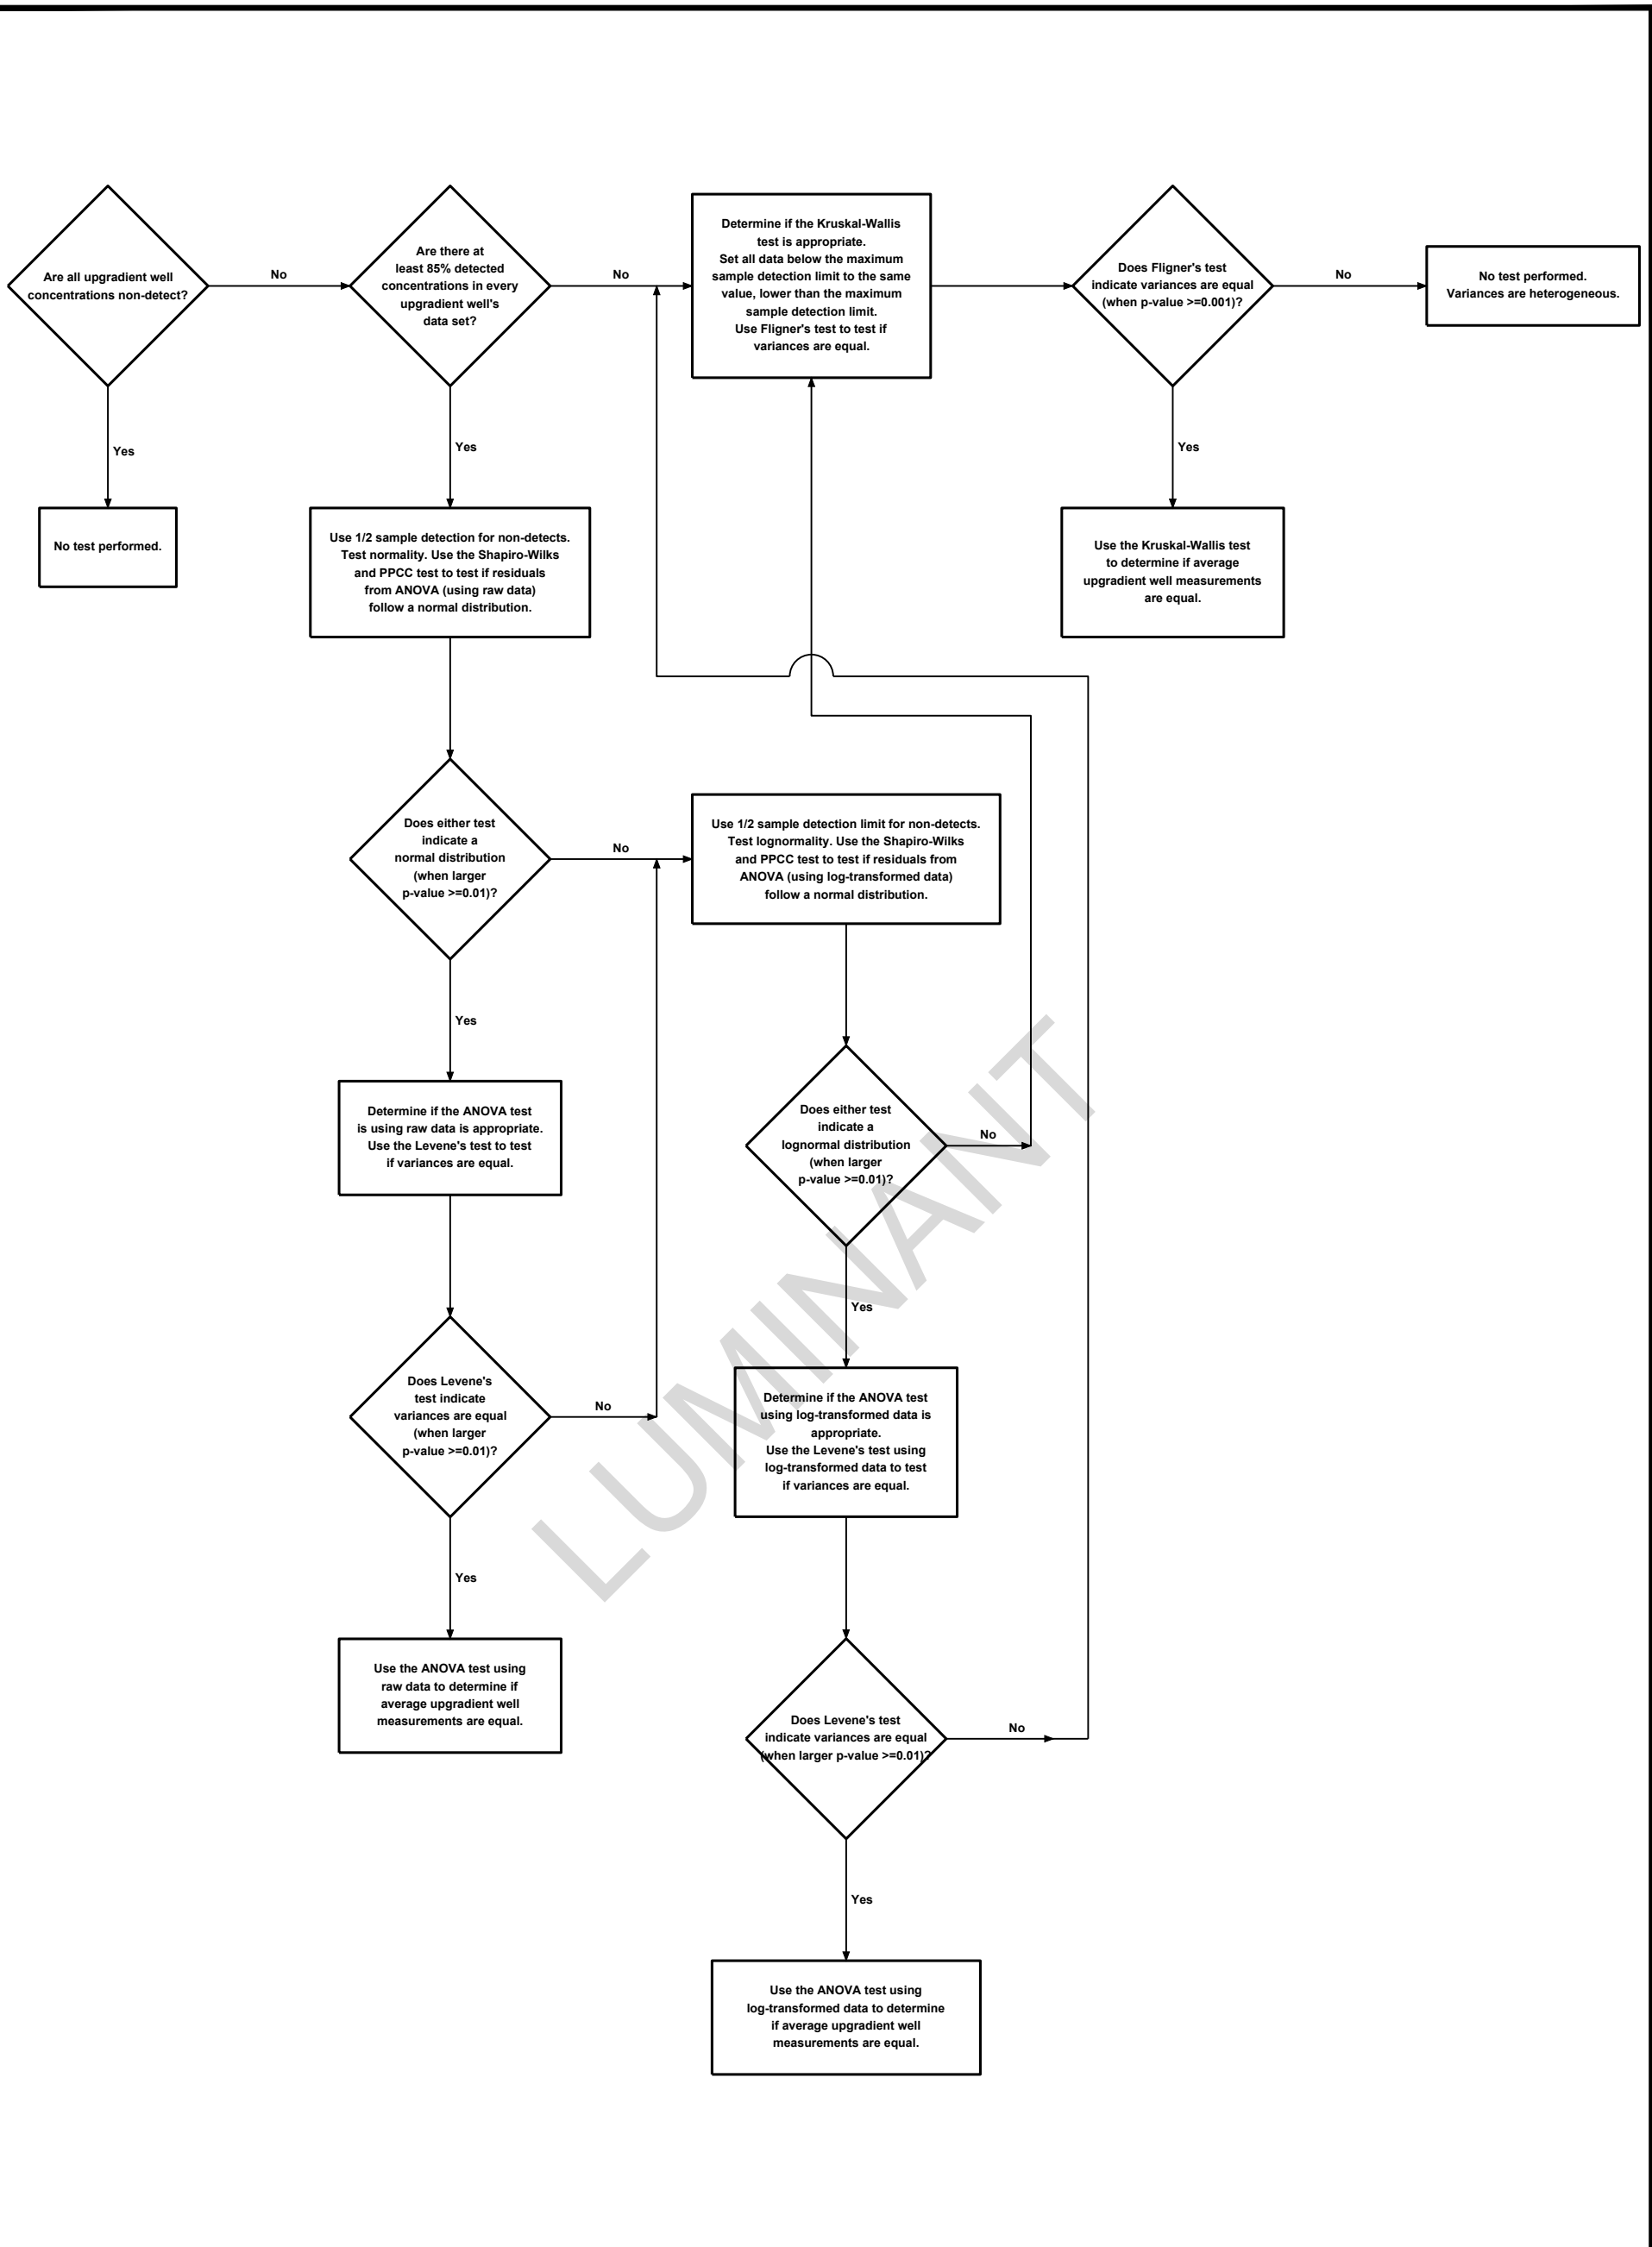 Are all upgradient well
concentrations non-detect?
No
Yes
No test performed.
Are there at
least 85% detected
concentrations in every
upgradient well's
data set?
No
Yes
Determine if the Kruskal-Wallis
test is appropriate.
Set all data below the maximum
sample detection limit to the same
value, lower than the maximum
sample detection limit.
Use Fligner's test to test if
variances are equal.
Does Fligner's test
indicate variances are equal
(when p-value >=0.001)?
No
Yes
No test performed.
Variances are heterogeneous.
Use the Kruskal-Wallis test
to determine if average
upgradient well measurements
are equal.
Use 1/2 sample detection for non-detects.
Test normality. Use the Shapiro-Wilks
and PPCC test to test if residuals
from ANOVA (using raw data)
follow a normal distribution.
Does either test
indicate a
normal distribution
(when larger
p-value >=0.01)?
No
Yes
Use 1/2 sample detection limit for non-detects.
Test lognormality. Use the Shapiro-Wilks
and PPCC test to test if residuals from
ANOVA (using log-transformed data)
follow a normal distribution.
Determine if the ANOVA test
is using raw data is appropriate.
Use the Levene's test to test
if variances are equal.
Does either test
indicate a
lognormal distribution
(when larger
p-value >=0.01)?
No
Yes
Does Levene's
test indicate
variances are equal
(when larger
p-value >=0.01)?
No
Yes
Determine if the ANOVA test
using log-transformed data is
appropriate.
Use the Levene's test using
log-transformed data to test
if variances are equal.
Use the ANOVA test using
raw data to determine if
average upgradient well
measurements are equal.
Does Levene's test
indicate variances are equal
(when larger p-value >=0.01)?
No
Yes
Use the ANOVA test using
log-transformed data to determine
if average upgradient well
measurements are equal.
LUMINANT